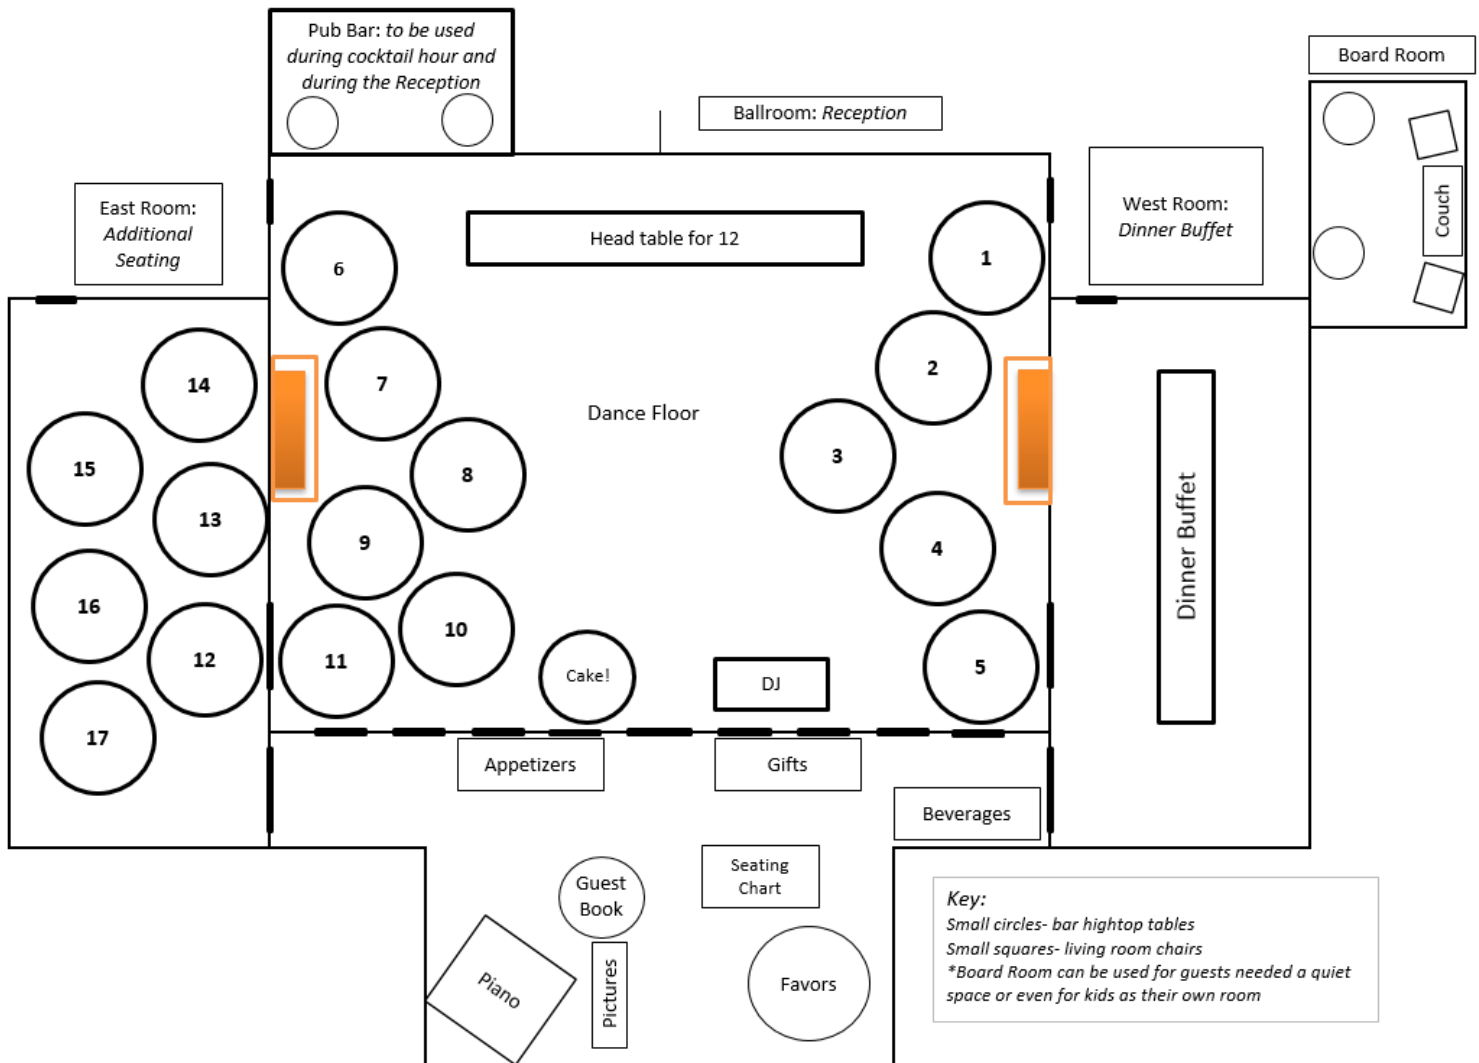 Pub Bar: to be used
during cocktail hour and
during the Reception
Board Room
Ballroom: Reception
East Room:
Additional
Seating
West Room:
Dinner Buffet
Couch
Head table for 12
6
1
2
14
7
Dance Floor
15
8
3
13
9
4
Dinner Buffet
16
10
12
11
5
Cake!
DJ
17
Appetizers
Gifts
Beverages
Seating
Chart
Guest
Book
Piano
Pictures
Favors
Key:
Small circles- bar hightop tables
Small squares- living room chairs
*Board Room can be used for guests needed a quiet
space or even for kids as their own room